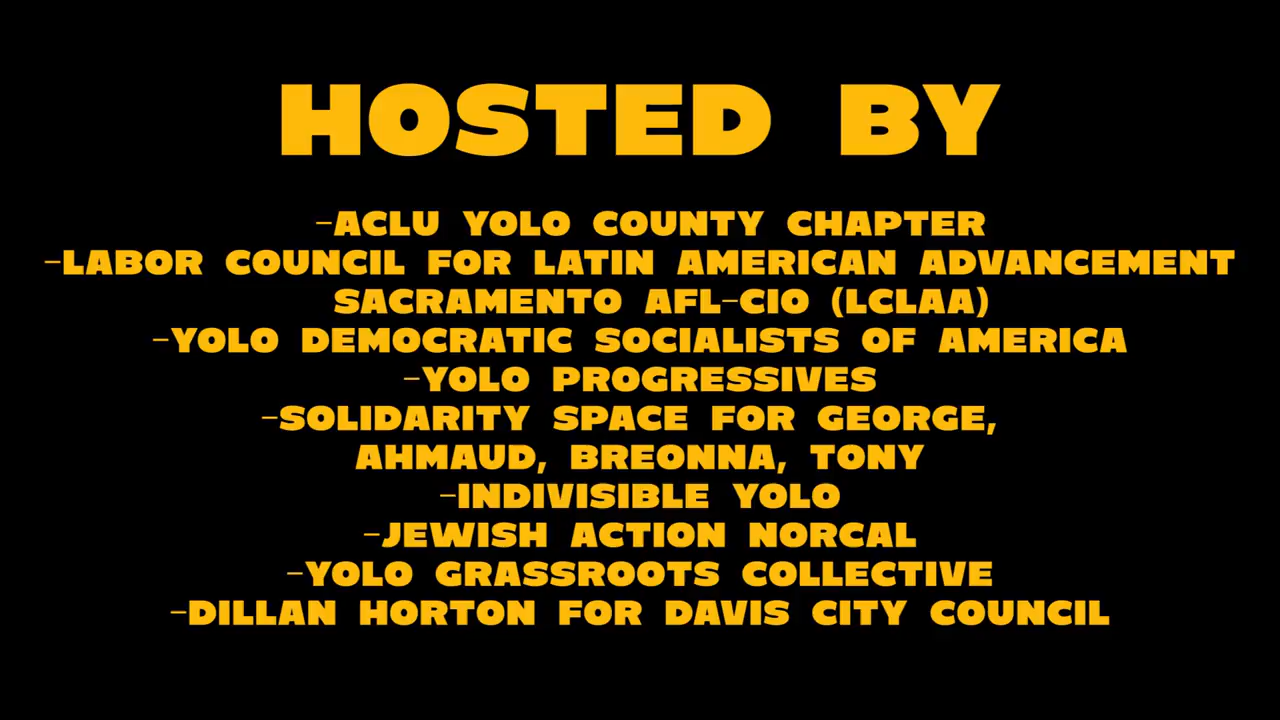 HOSTED BY
-ACLU YOLO COUNTY CHAPTER
-LABOR COUNCIL FOR LATIN AMERICAN ADVANCEMENT
SACRAMENTO AFL-CIO (LCLAA)
-YOLO DEMOCRATIC SOCIALISTS OF AMERICA
-YOLO PROGRESSIVES
-SOLIDARITY SPACE FOR GEORGE,
AHMAUD, BREONNA, TONY
-INDIVISIBLE YOLO
-JEWISH ACTION NORCAL
-YOLO GRASSROOTS COLLECTIVE
-DILLAN HORTON FOR DAVIS CITY COUNCIL